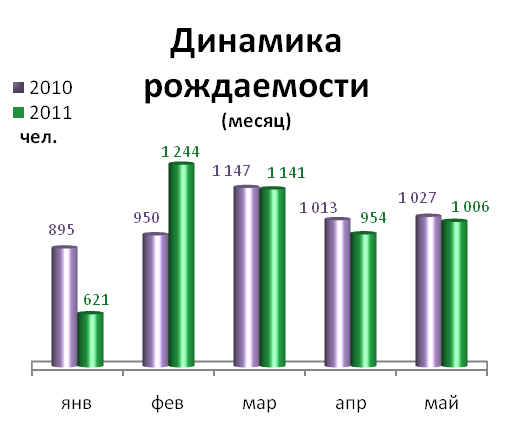 Динамика
рождаемости
(месяц)
2010
2011
чел.
895
621
950
1 244
1 147
1 141
1 013
954
1 027
1 006
янв
фев
мар
апр
май